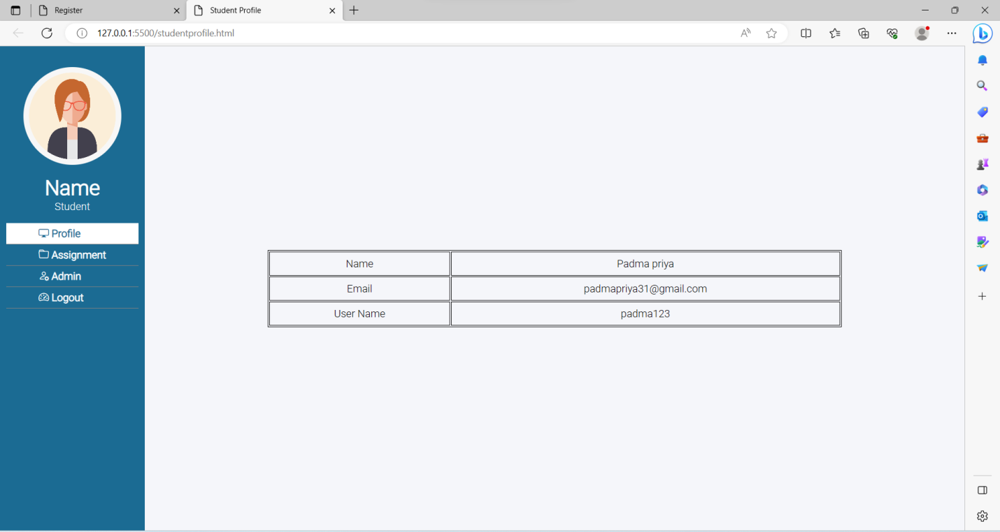 Register
Student Profile
127.0.0.1:5500/studentprofile.html
Name
Student
Profile
Assignment
Admin
Logout
Name Padma priya
Email padmapriya31@gmail.com
User Name padma123